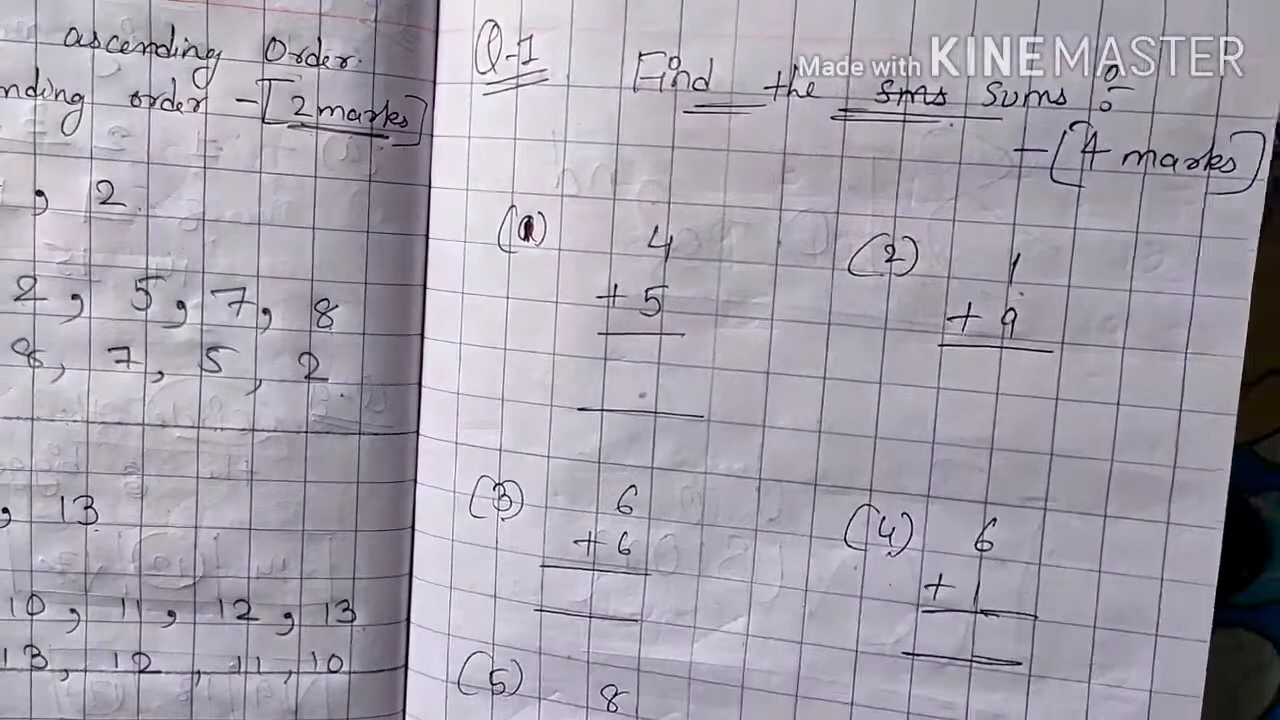 ascending Order.
nding order - [2 marks]
, 2.
2, 5, 7, 8
8, 7, 5, 2.
, 13
10, 11, 12, 13
13, 12, 11, 10
Made with KINEMASTER
Q-1 Find the sms sums :
- [4 marks]
(1) 4
+ 5
(2) 1
+ 9
(3) 6
+ 6
(4) 6
+ 1
(5) 8